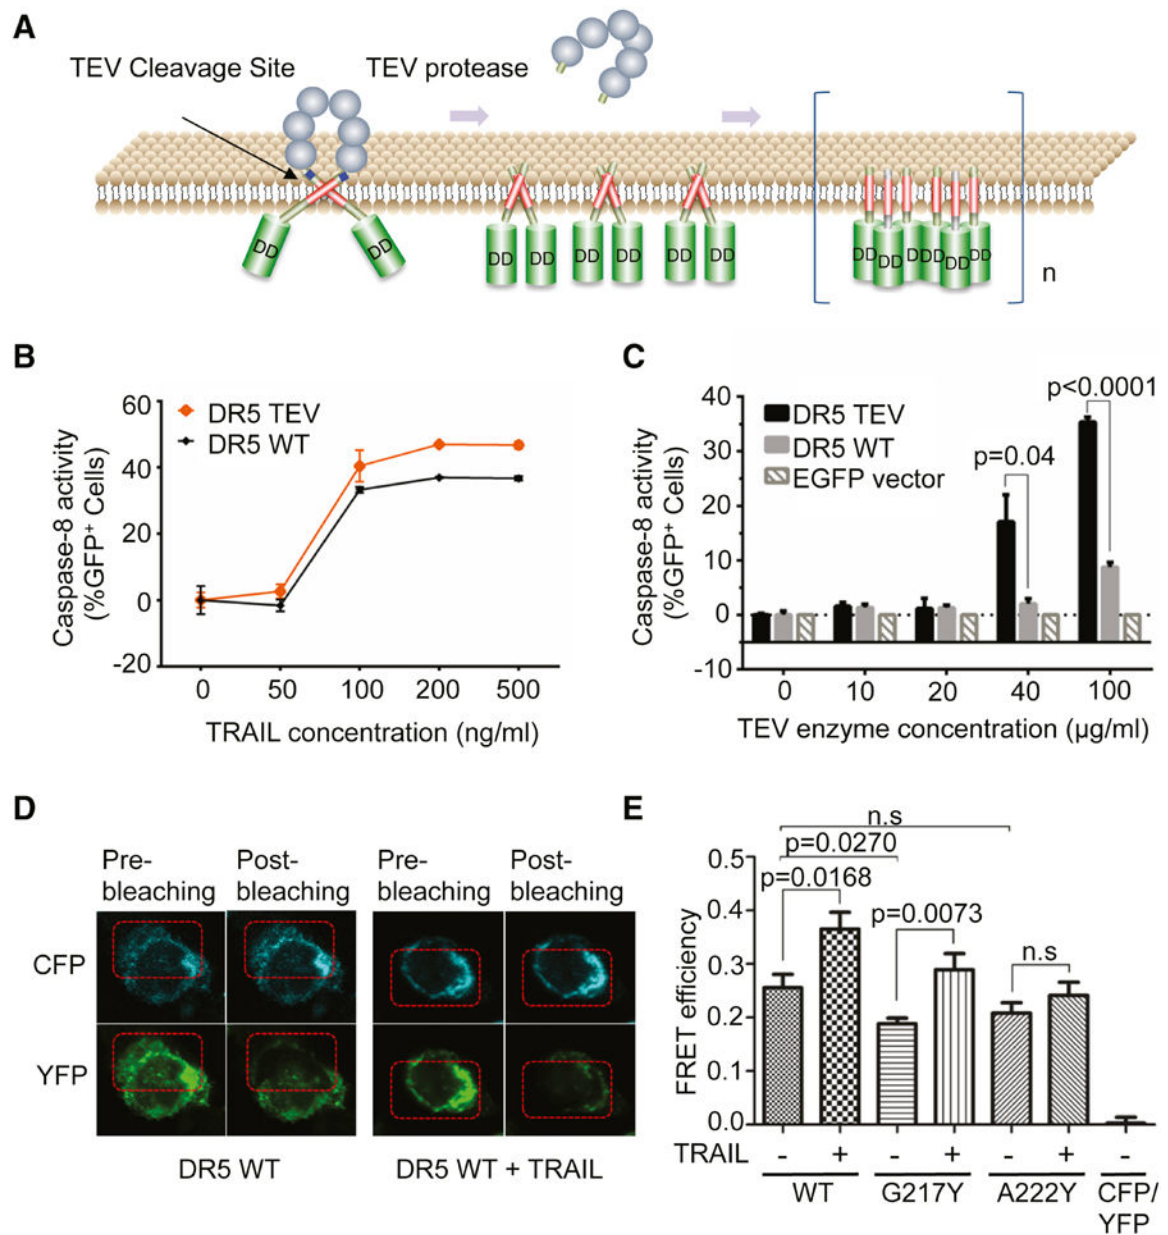 A
TEV Cleavage Site
TEV protease
DD
DD
DD
DD
DD
DD
DD
DD
DD
DD
DD
DD
DD
DD
n
B
60
40
20
0
-20
Caspase-8 activity
(%GFP+ Cells)
DR5 TEV
DR5 WT
0 50 100 200 500
TRAIL concentration (ng/ml)
C
40
30
20
10
0
-10
Caspase-8 activity
(%GFP+ Cells)
DR5 TEV
DR5 WT
EGFP vector
p=0.04
p<0.0001
0 10 20 40 100
TEV enzyme concentration (µg/ml)
D
Pre-
bleaching
Post-
bleaching
Pre-
bleaching
Post-
bleaching
CFP
YFP
DR5 WT
DR5 WT + TRAIL
E
n.s
p=0.0270
p=0.0168
p=0.0073
n.s
0.5
0.4
0.3
0.2
0.1
0.0
FRET efficiency
TRAIL - + - + - + -
WT G217Y A222Y CFP/
YFP